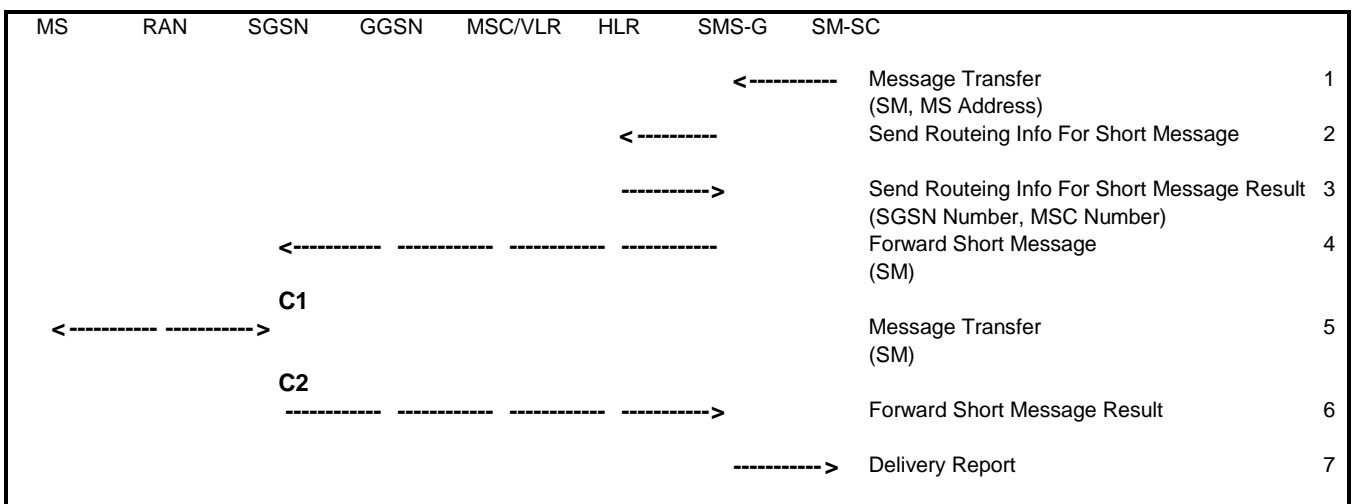 MS RAN SGSN GGSN MSC/VLR HLR SMS-G SM-SC
Message Transfer 1
(SM, MS Address)
Send Routeing Info For Short Message 2
Send Routeing Info For Short Message Result 3
(SGSN Number, MSC Number)
Forward Short Message 4
(SM)
C1
Message Transfer 5
(SM)
C2
Forward Short Message Result 6
Delivery Report 7